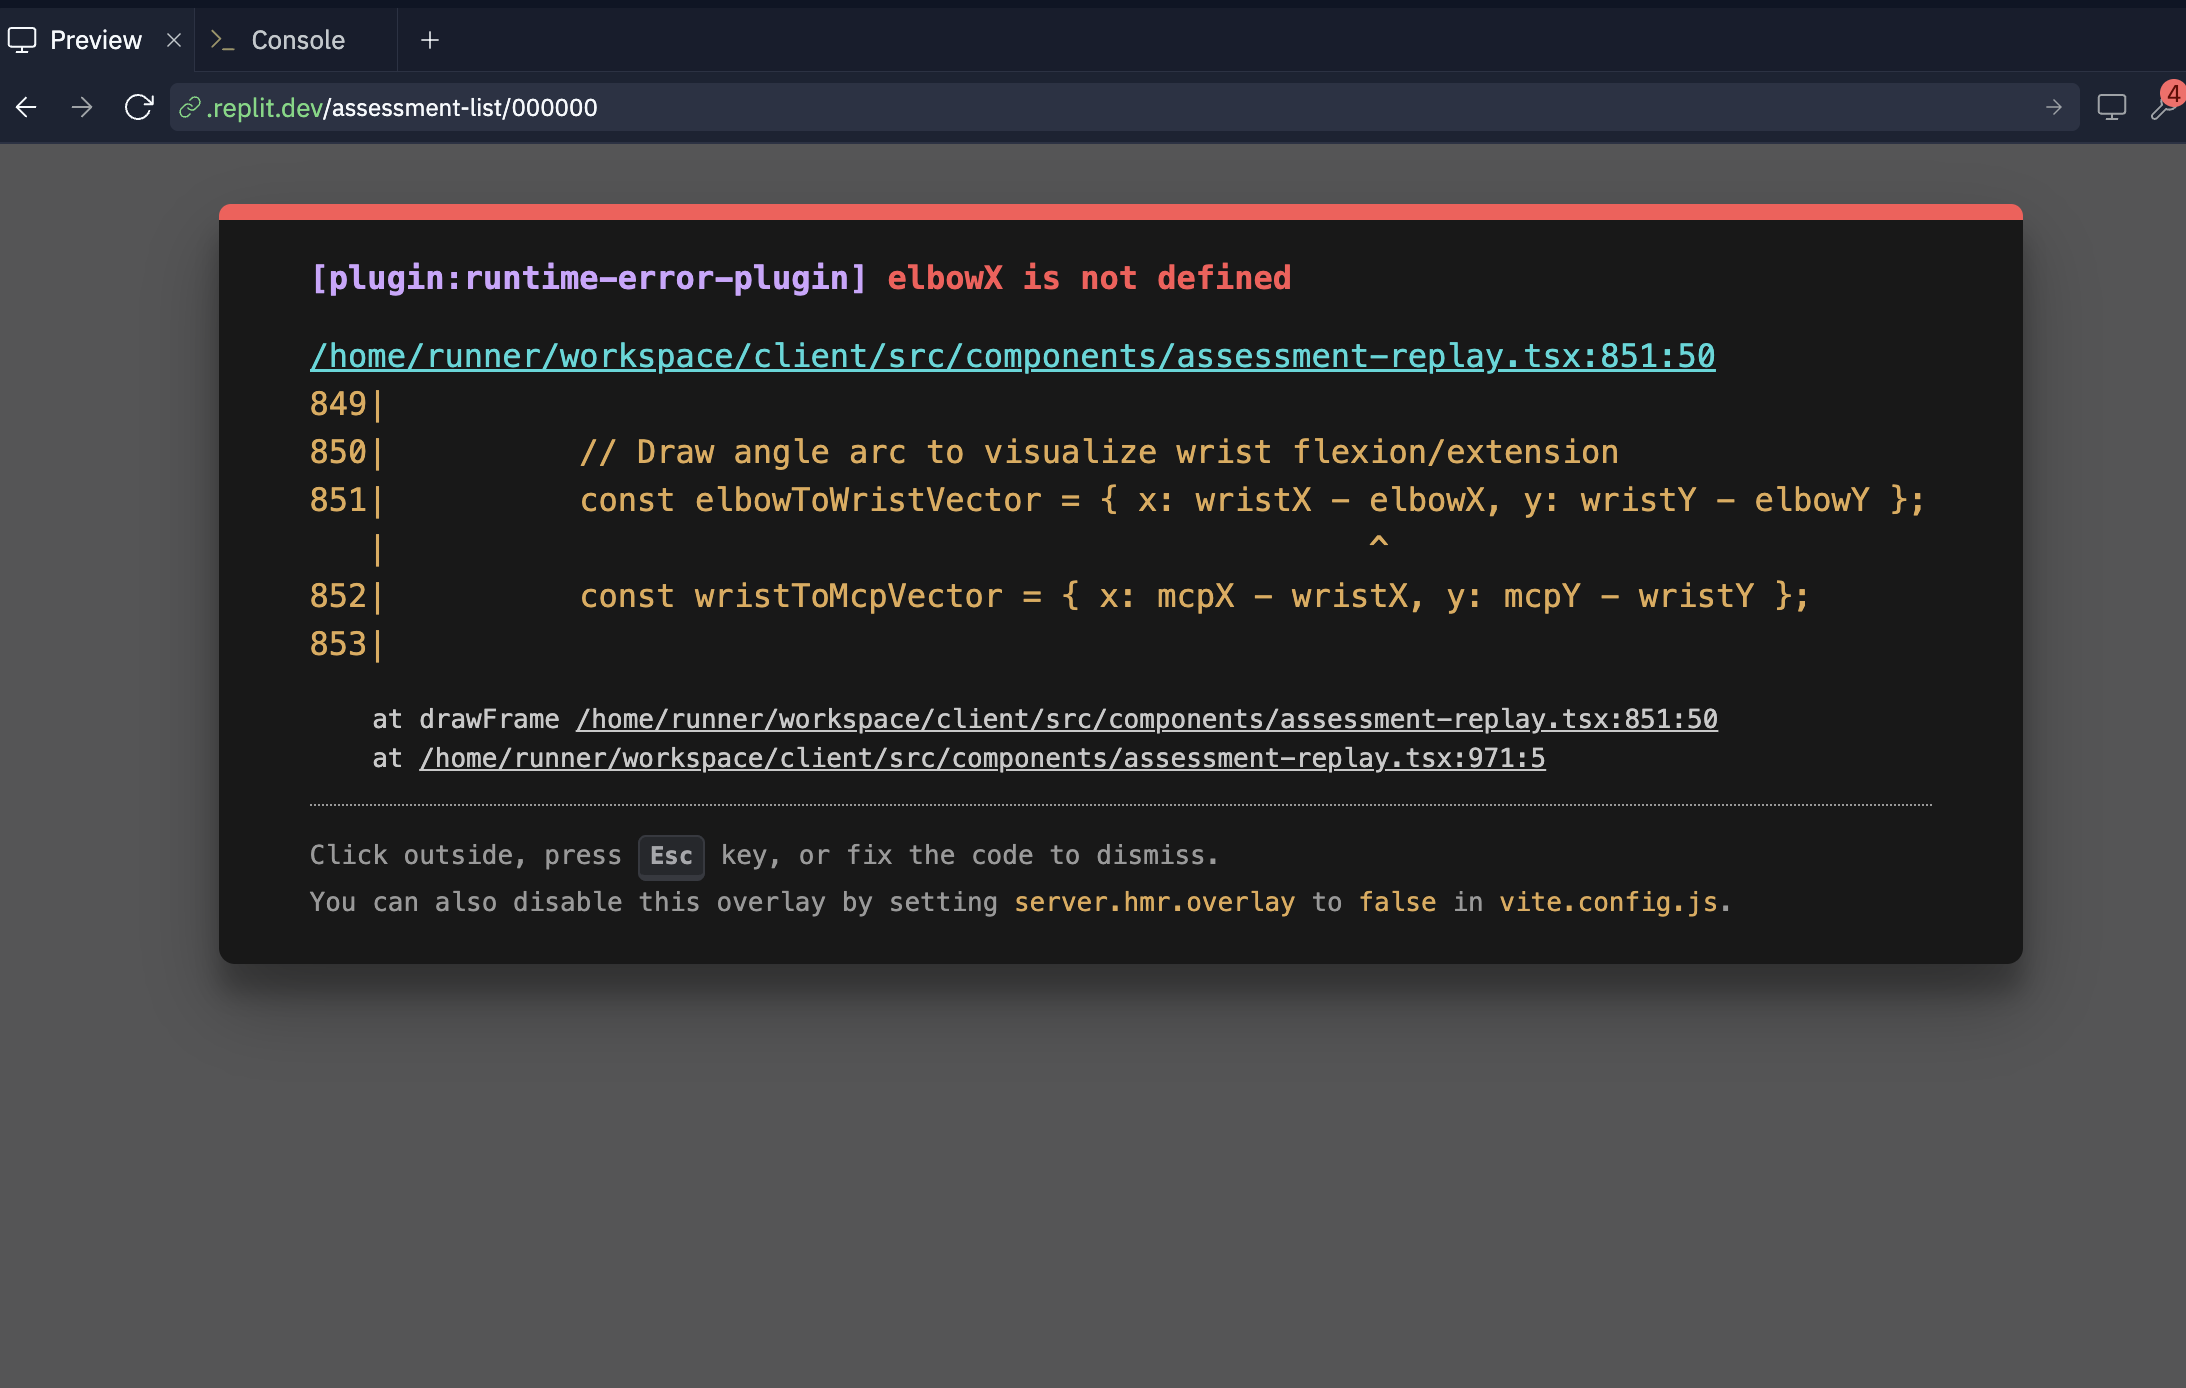 Preview
Console
.replit.dev/assessment-list/000000
4
[plugin:runtime-error-plugin] elbowX is not defined
/home/runner/workspace/client/src/components/assessment-replay.tsx:851:50
849|
850|          // Draw angle arc to visualize wrist flexion/extension
851|          const elbowToWristVector = { x: wristX - elbowX, y: wristY - elbowY };
   |                                                   ^
852|          const wristToMcpVector = { x: mcpX - wristX, y: mcpY - wristY };
853|
at drawFrame /home/runner/workspace/client/src/components/assessment-replay.tsx:851:50
at /home/runner/workspace/client/src/components/assessment-replay.tsx:971:5
Click outside, press Esc key, or fix the code to dismiss.
You can also disable this overlay by setting server.hmr.overlay to false in vite.config.js.